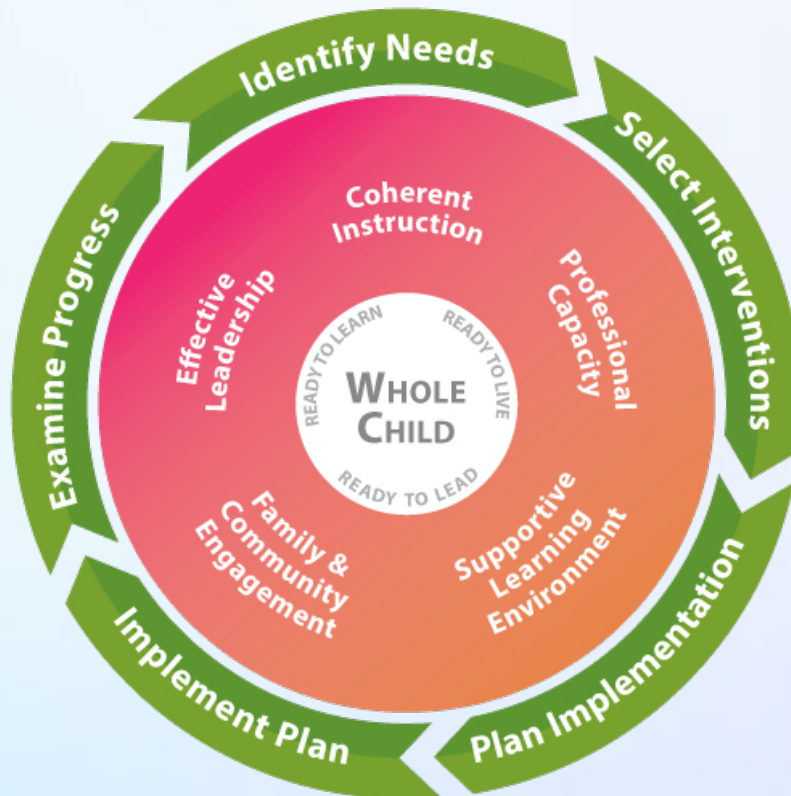 Identify Needs
Select Interventions
Plan Implementation
Implement Plan
Examine Progress
Coherent
Instruction
Professional
Capacity
Supportive
Learning
Environment
Family &
Community
Engagement
Effective
Leadership
READY TO LEARN
READY TO LIVE
READY TO LEAD
WHOLE
CHILD